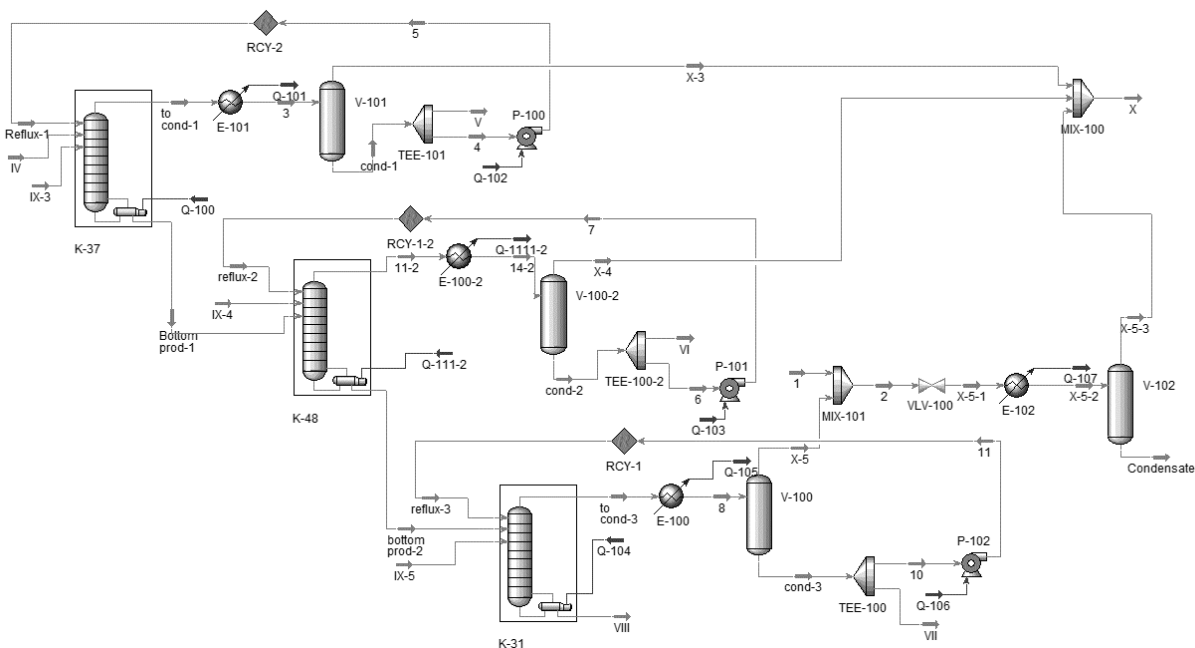 5
RCY-2
X-3
Q-101
V-101
to
cond-1
3
E-101
P-100
V
X
Reflux-1
TEE-101
4
MIX-100
IV
cond-1
Q-102
IX-3
Q-100
K-37
7
RCY-1-2
Q-1111-2
11-2
14-2
X-4
reflux-2
E-100-2
V-100-2
IX-4
X-5-3
Bottom
prod-1
VI
Q-111-2
P-101
TEE-100-2
cond-2
1
6
2
X-5-1
Q-107
X-5-2
V-102
MIX-101
VLV-100
E-102
K-48
Q-103
RCY-1
11
X-5
Condensate
Q-105
reflux-3
to
cond-3
8
V-100
E-100
bottom
prod-2
Q-104
P-102
IX-5
cond-3
10
TEE-100
Q-106
VIII
VII
K-31